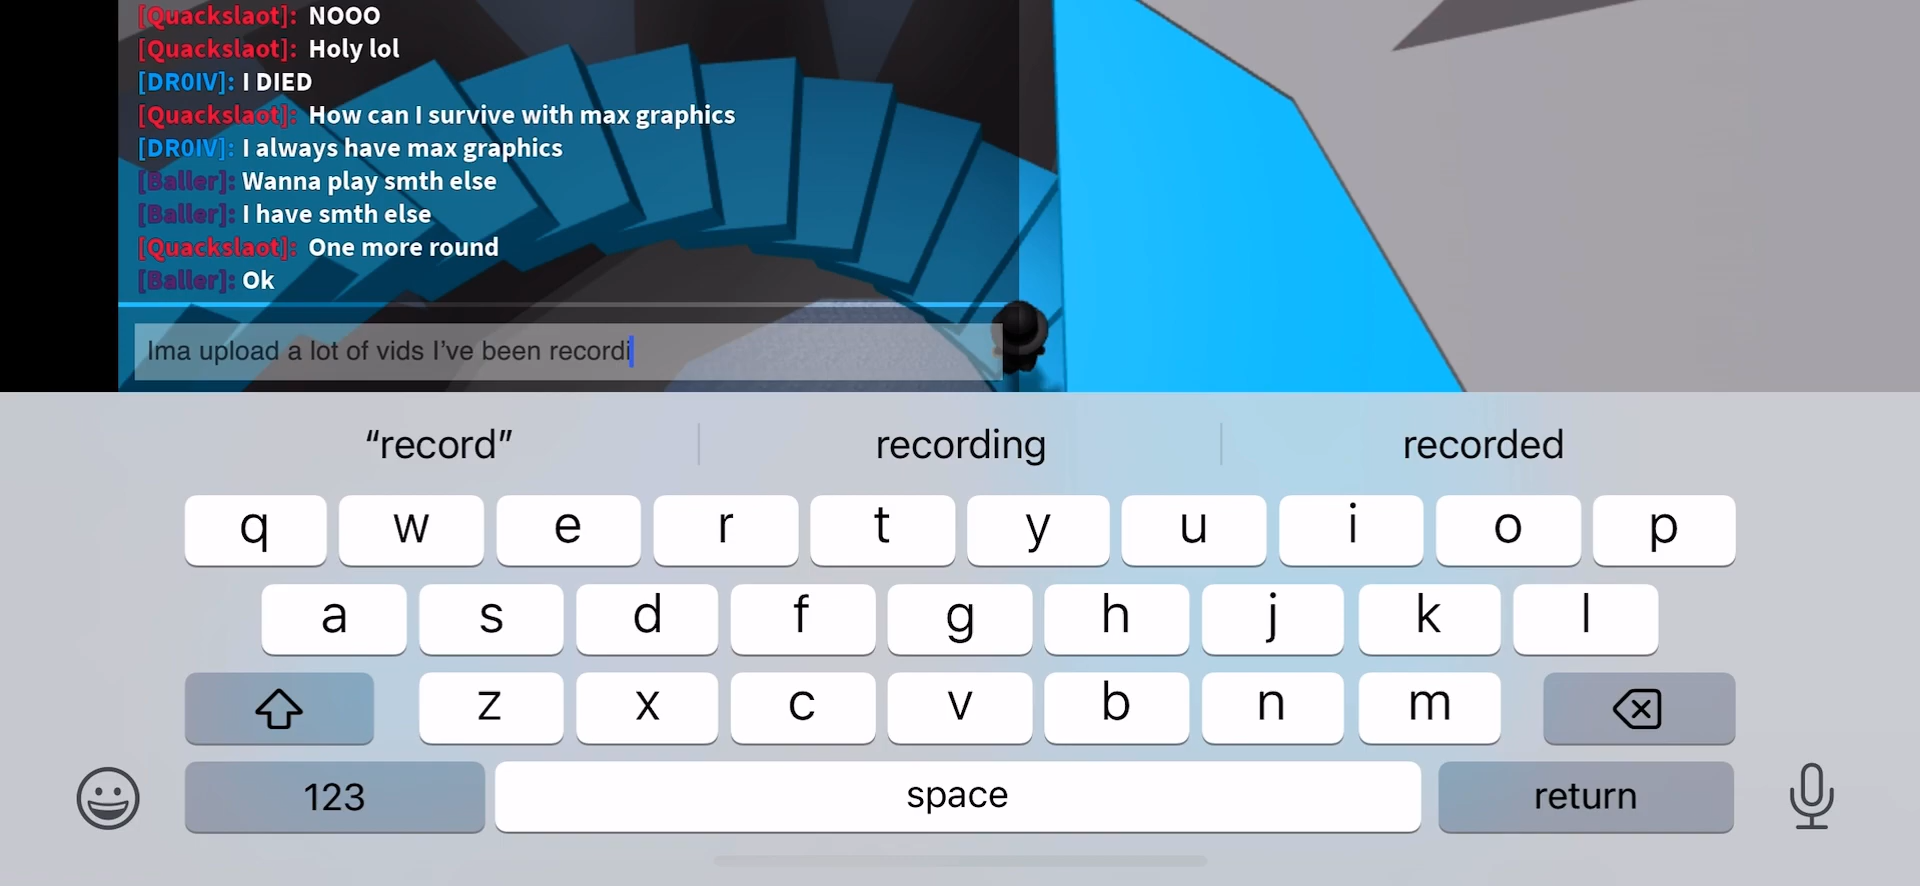 [Quackslaot]: NOOO
[Quackslaot]: Holy lol
[DR0IV]: I DIED
[Quackslaot]: How can I survive with max graphics
[DR0IV]: I always have max graphics
[Baller]: Wanna play smth else
[Baller]: I have smth else
[Quackslaot]: One more round
[Baller]: Ok
Ima upload a lot of vids I’ve been recordi
“record” recording recorded
q w e r t y u i o p
a s d f g h j k l
z x c v b n m
123 space return